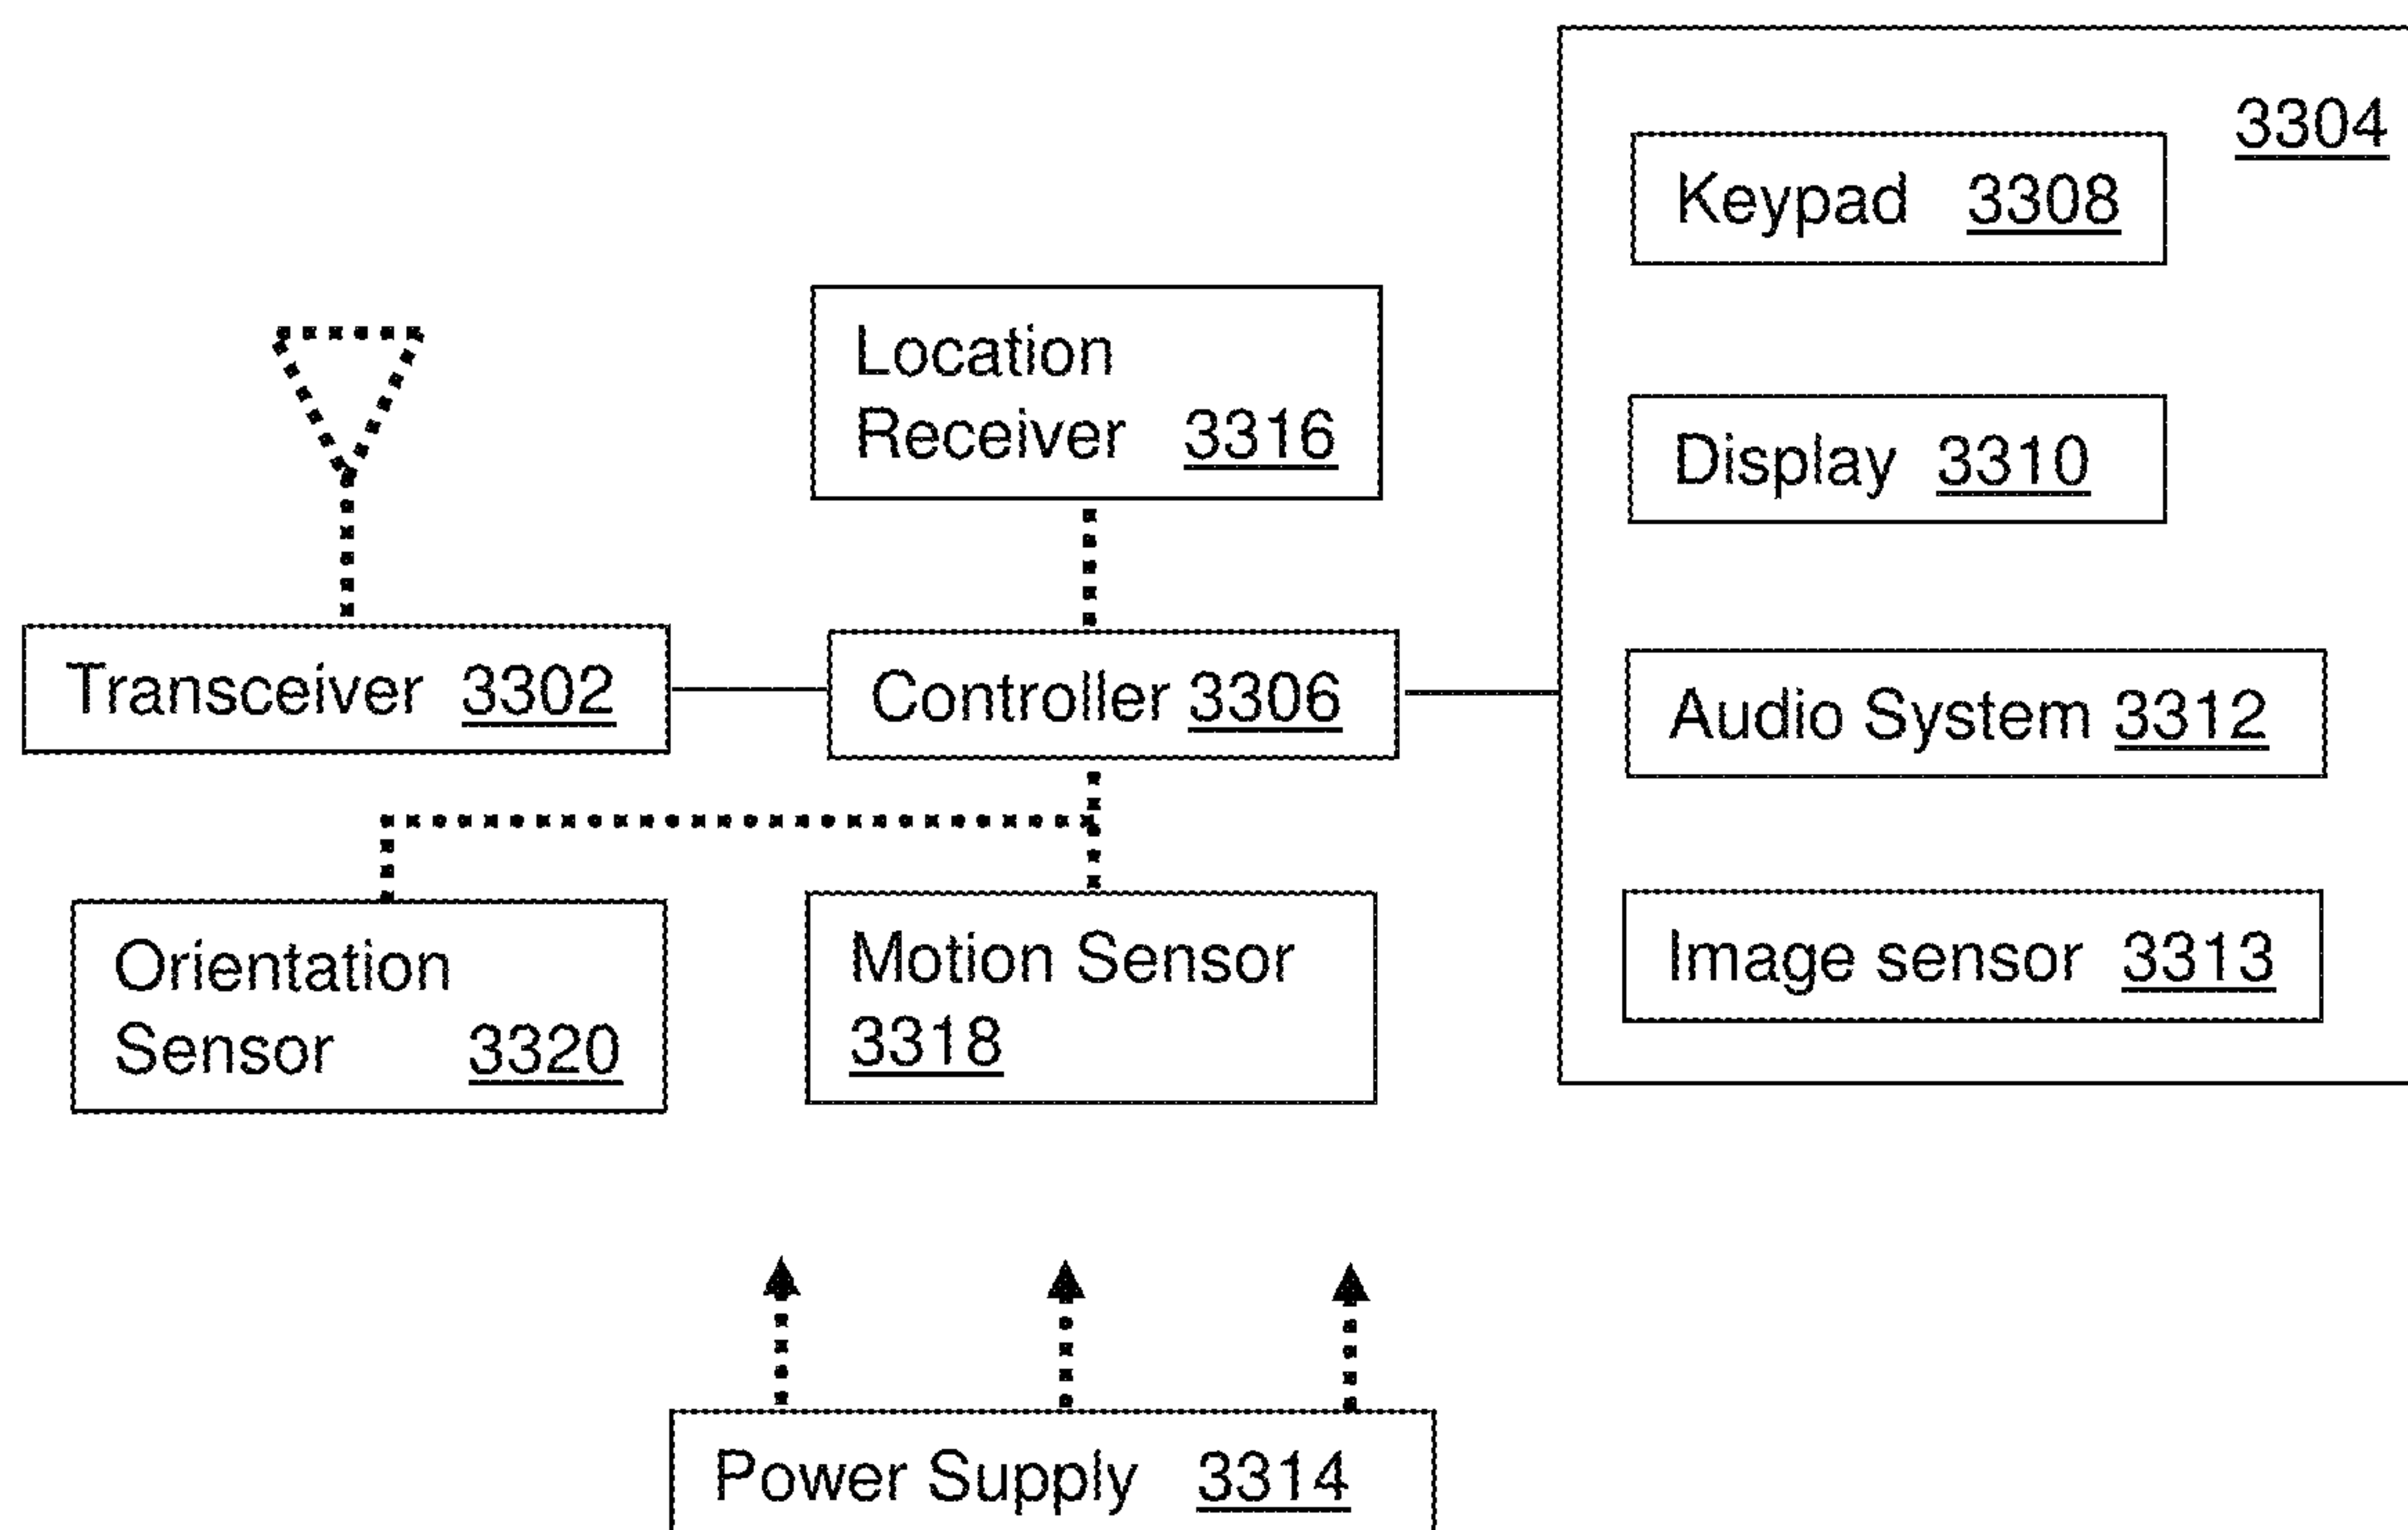 3304
Keypad 3308
Location
Receiver 3316
Display 3310
Transceiver 3302
Controller 3306
Audio System 3312
Orientation
Sensor 3320
Motion Sensor
3318
Image sensor 3313
Power Supply 3314